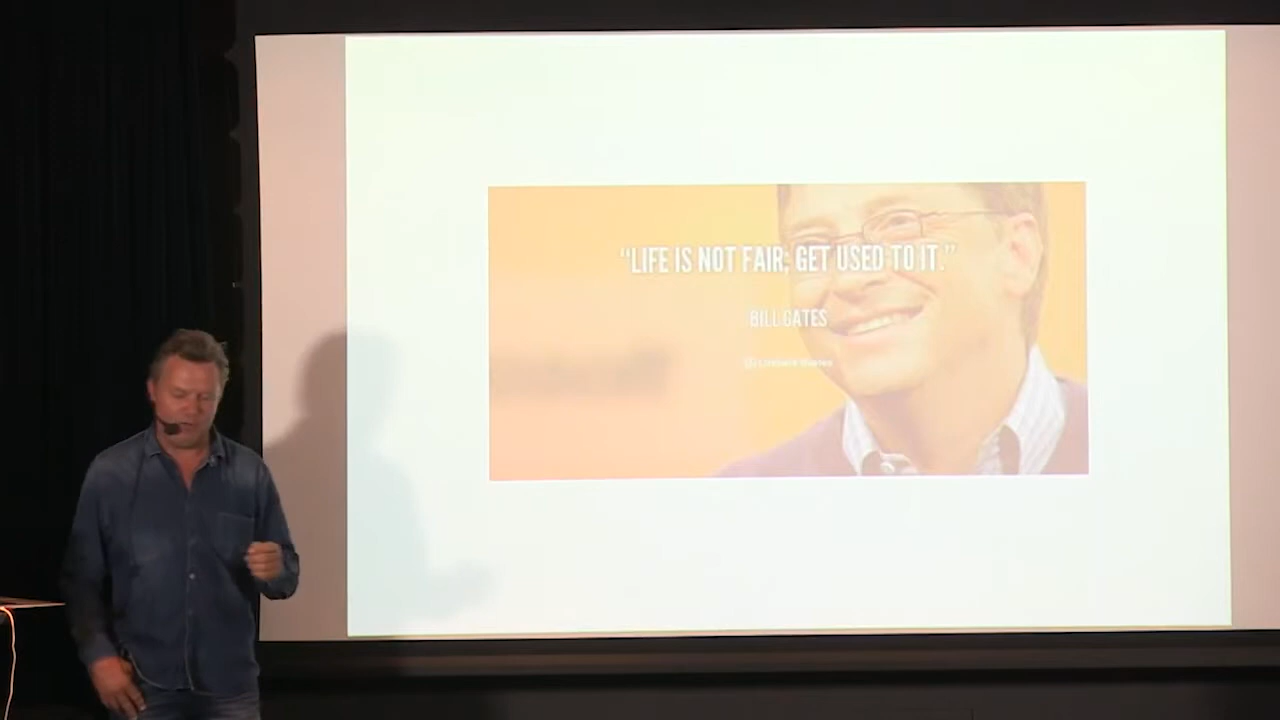 “LIFE IS NOT FAIR; GET USED TO IT.”
BILL GATES